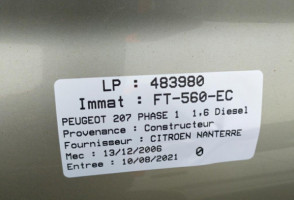 LP : 483980
Immat : FT-560-EC
PEUGEOT 207 PHASE 1 1,6 Diesel
Provenance : Constructeur
Fournisseur : CITROEN NANTERRE
Mec : 13/12/2006
Entree : 10/08/2021 0